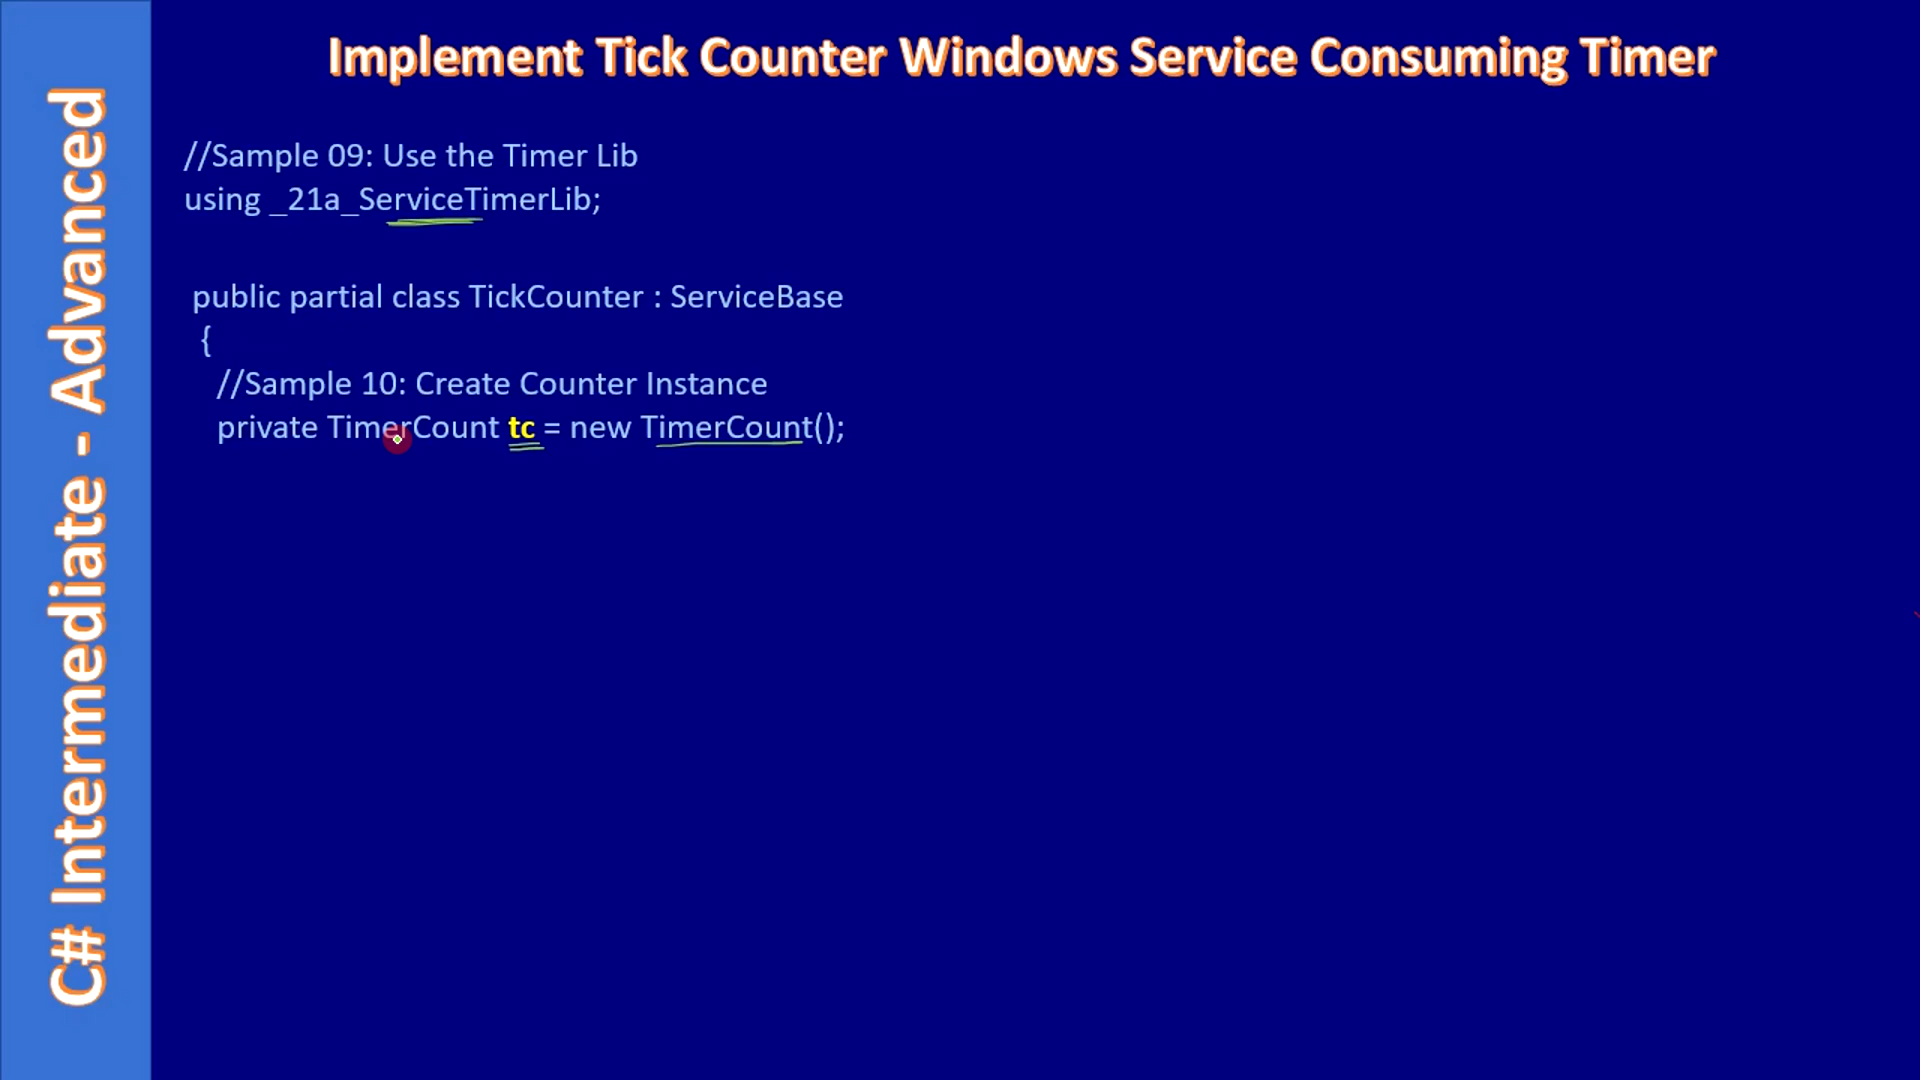 Implement Tick Counter Windows Service Consuming Timer
C# Intermediate - Advanced
//Sample 09: Use the Timer Lib
using _21a_ServiceTimerLib;
public partial class TickCounter : ServiceBase
{
//Sample 10: Create Counter Instance
private TimerCount tc = new TimerCount();